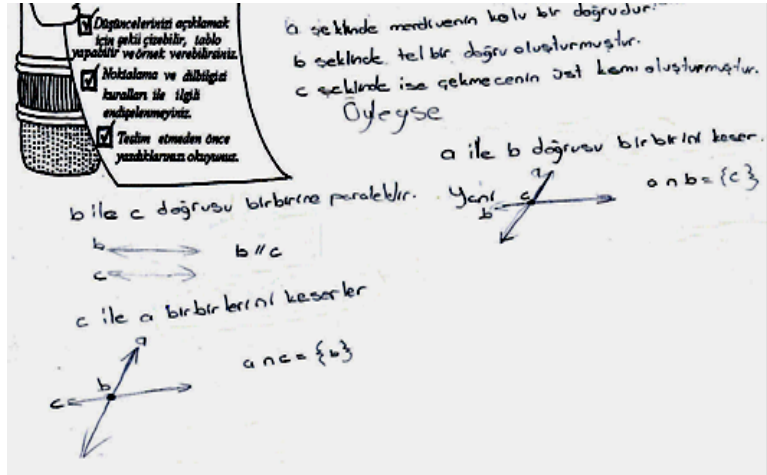 Düşüncelerinizi açıklamak
için şekil çizebilir, tablo
yapabilir ve örnek verebilirsiniz.
Noktalama ve dilbilgisi
kuralları ile ilgili
endişelenmeyiniz.
Teslim etmeden önce
yazdıklarınızı okuyunuz.
a şeklinde merdivenin kolu bir doğrudur.
b şeklinde tel bir doğru oluşturmuştur.
c şeklinde ise çekmecenin üst kısmı oluşturmuştur.
Öyleyse
a ile b doğrusu birbirini keser.
Yani
a
b
c
a ∩ b = {c}
b ile c doğrusu birbirine paraleldir.
b
c
b // c
c ile a birbirlerini keserler
a
b
c
a ∩ c = {b}